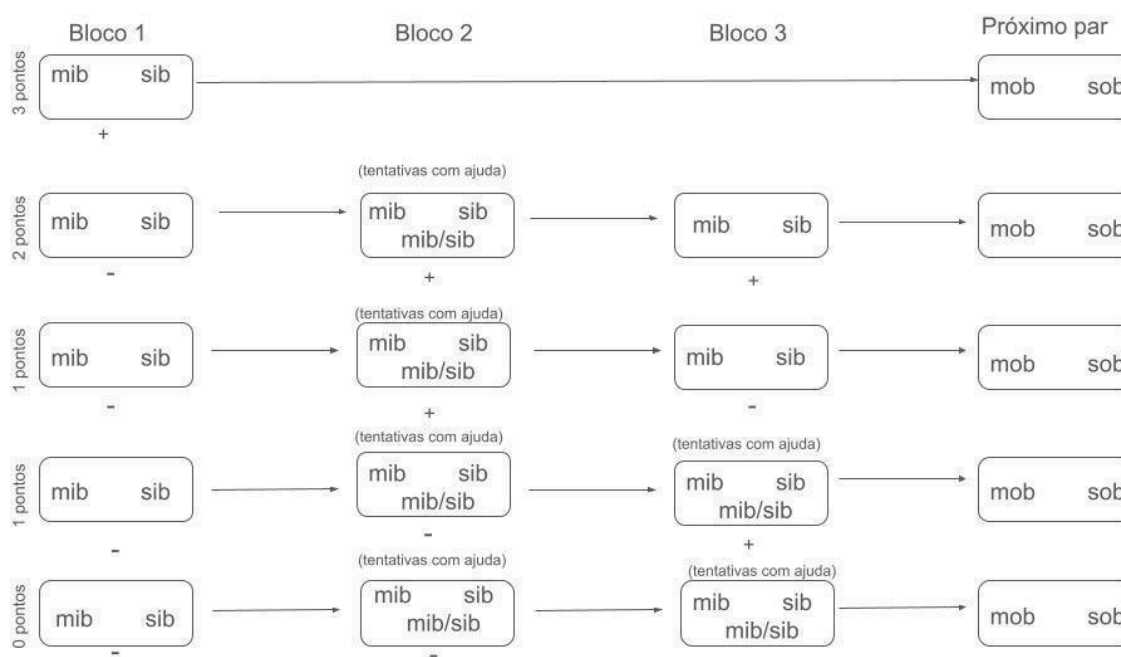 Bloco 1
Bloco 2
Bloco 3
Próximo par
3 pontos
mib sib
mob sob
+
(tentativas com ajuda)
2 pontos
mib sib
mib sib
mib/sib
mib sib
mob sob
-
+
+
(tentativas com ajuda)
1 pontos
mib sib
mib sib
mib/sib
mib sib
mob sob
-
+
-
(tentativas com ajuda)
(tentativas com ajuda)
1 pontos
mib sib
mib sib
mib/sib
mib sib
mib/sib
mob sob
-
-
+
(tentativas com ajuda)
(tentativas com ajuda)
0 pontos
mib sib
mib sib
mib/sib
mib sib
mib/sib
mob sob
-
-